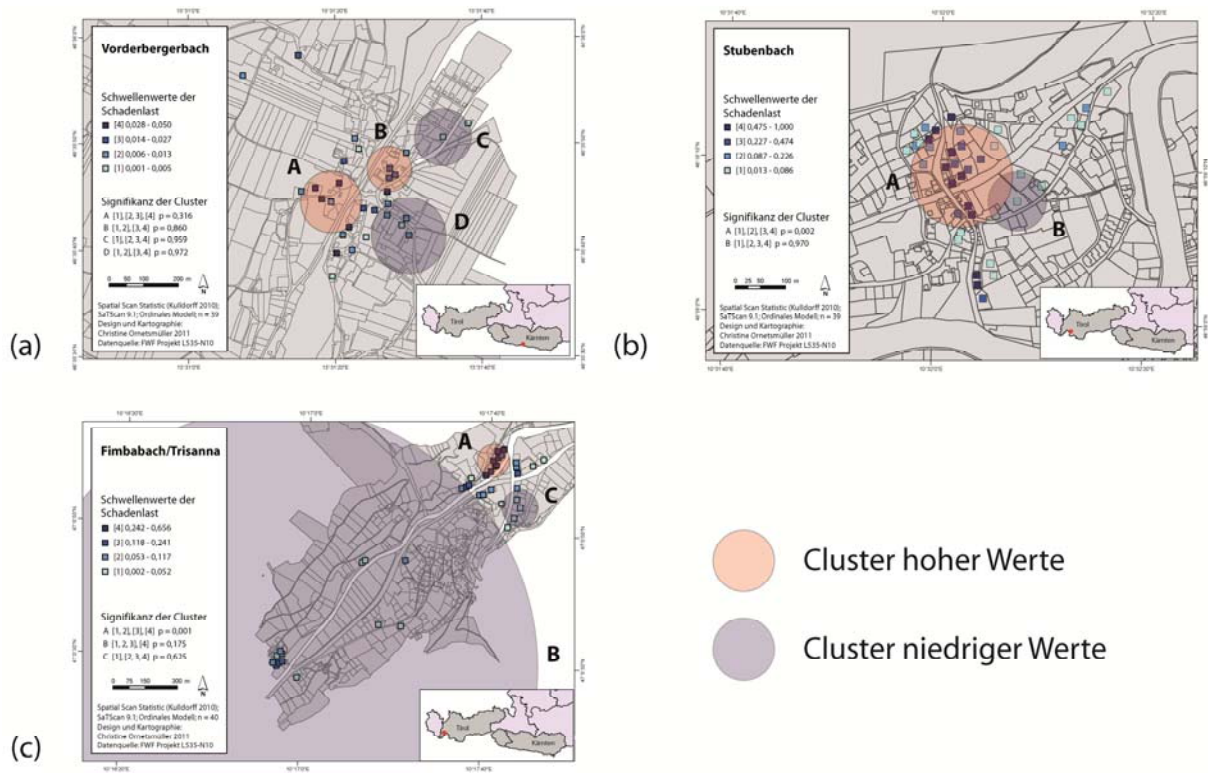 (a)
Vorderbergerbach
Schwellenwerte der
Schadenlast
[4] 0,028 - 0,050
[3] 0,014 - 0,027
[2] 0,006 - 0,013
[1] 0,001 - 0,005
Signifikanz der Cluster
A [1], [2, 3], [4] p = 0,316
B [1, 2], [3, 4] p = 0,860
C [1], [2, 3, 4] p = 0,959
D [1, 2], [3, 4] p = 0,972
0 50 100 200 m
N
Spatial Scan Statistic (Kulldorff 2010);
SaTScan 9.1; Ordinales Modell; n = 39
Design und Kartographie:
Christine Ornetsmüller 2011
Datenquelle: FWF Projekt L535-N10
A
B
C
D
Tirol
Kärnten
(b)
Stubenbach
Schwellenwerte der
Schadenlast
[4] 0,475 - 1,000
[3] 0,227 - 0,474
[2] 0,087 - 0,226
[1] 0,013 - 0,086
Signifikanz der Cluster
A [1], [2], [3, 4] p = 0,002
B [1], [2, 3, 4] p = 0,970
0 25 50 100 m
N
Spatial Scan Statistic (Kulldorff 2010);
SaTScan 9.1; Ordinales Modell; n = 39
Design und Kartographie:
Christine Ornetsmüller 2011
Datenquelle: FWF Projekt L535-N10
A
B
Tirol
Kärnten
(c)
Fimbabach/Trisanna
Schwellenwerte der
Schadenlast
[4] 0,242 - 0,656
[3] 0,118 - 0,241
[2] 0,053 - 0,117
[1] 0,002 - 0,052
Signifikanz der Cluster
A [1, 2], [3], [4] p = 0,001
B [1, 2, 3], [4] p = 0,175
C [1], [2, 3, 4]
0 75 150 300 m
N
Spatial Scan Statistic (Kulldorff 2010);
SaTScan 9.1; Ordinales Modell; n = 40
Design und Kartographie:
Christine Ornetsmüller 2011
Datenquelle: FWF Projekt L535-N10
A
C
B
Tirol
Kärnten
Cluster hoher Werte
Cluster niedriger Werte